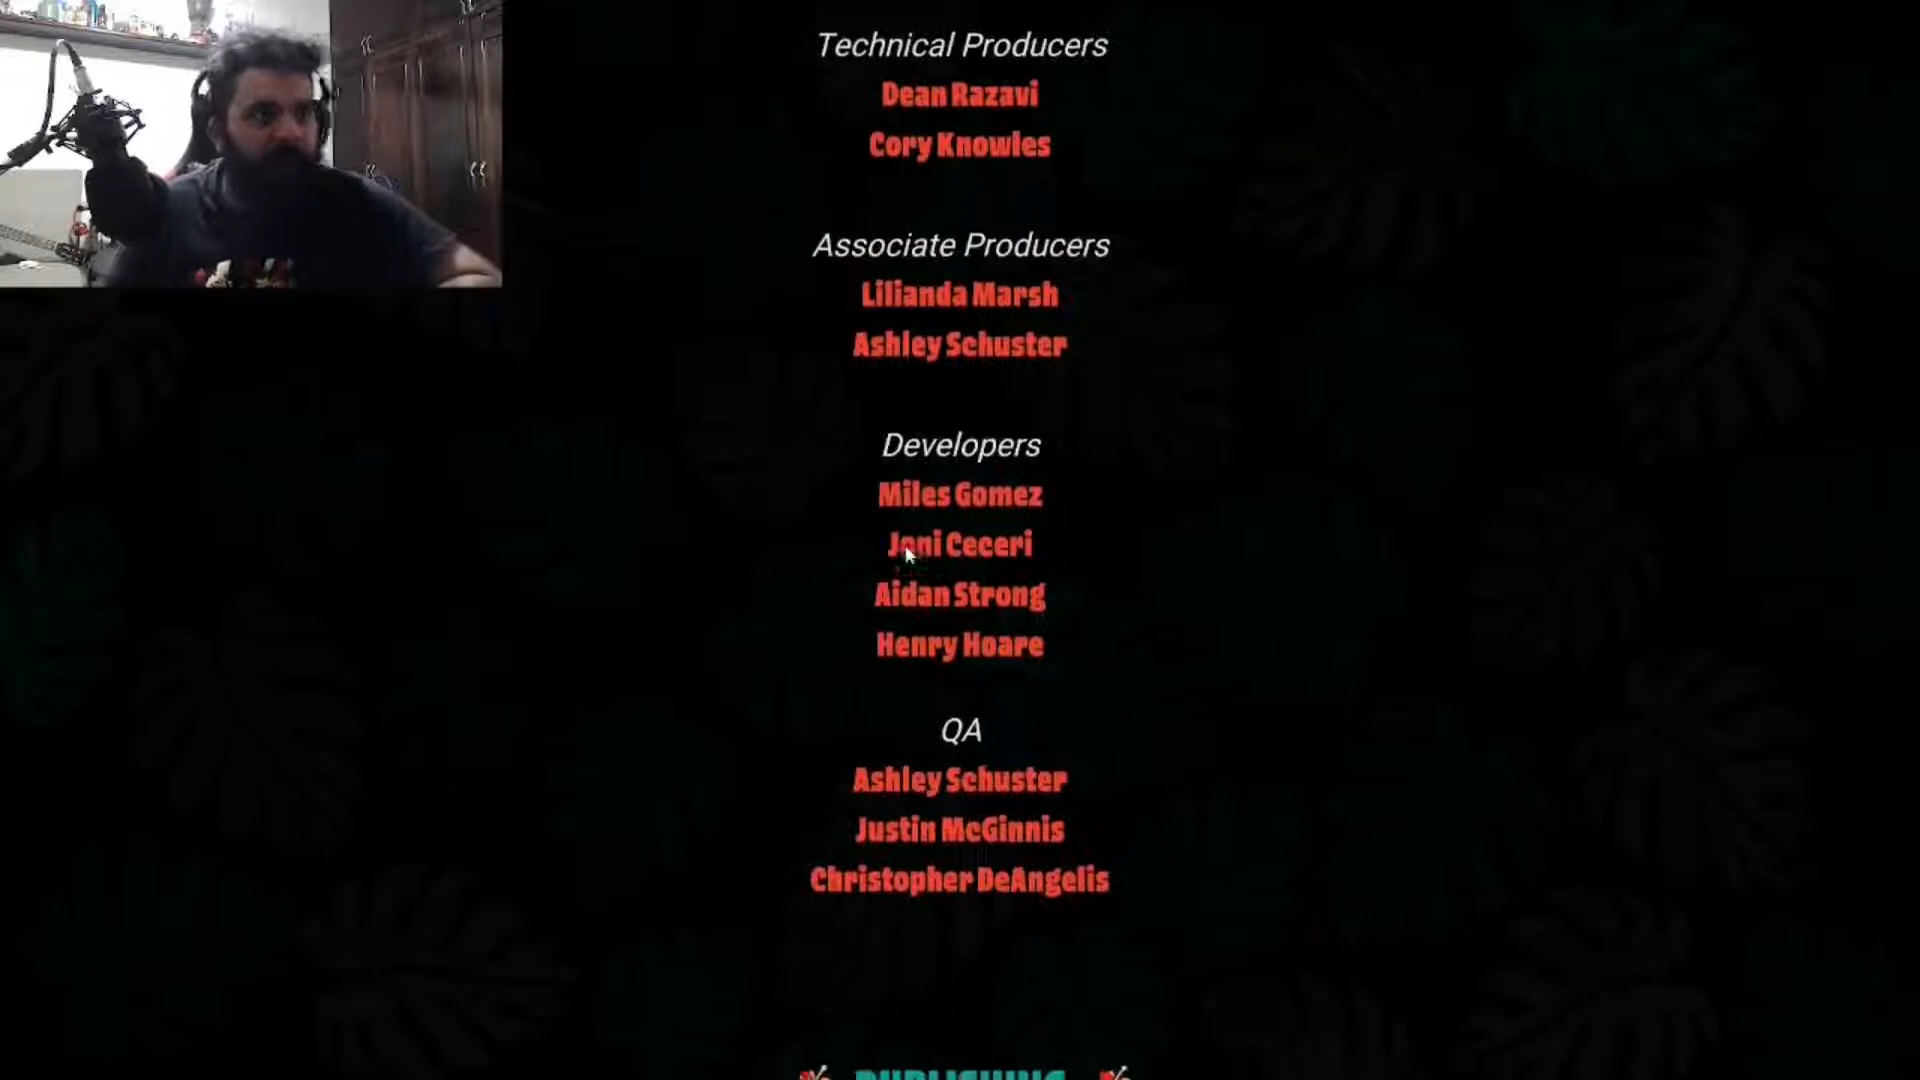 Technical Producers
Dean Razavi
Cory Knowles
Associate Producers
Lilianda Marsh
Ashley Schuster
Developers
Miles Gomez
Joni Ceceri
Aidan Strong
Henry Hoare
QA
Ashley Schuster
Justin McGinnis
Christopher DeAngelis
PUBLISHING